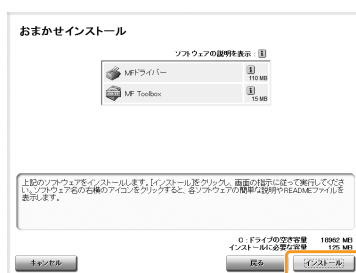 おまかせインストール
ソフトウェアの説明を表示：
MFドライバー
110 MB
MF Toolbox
15 MB
上記のソフトウェアをインストールします。[インストール]をクリックし、画面の指示に従って実行してください。ソフトウェア名の右横のアイコンをクリックすると、各ソフトウェアの簡単な説明やREADMEファイルを
表示します。
C：ドライブの空き容量 16962 MB
インストールに必要な容量 125 MB
キャンセル
戻る
インストール